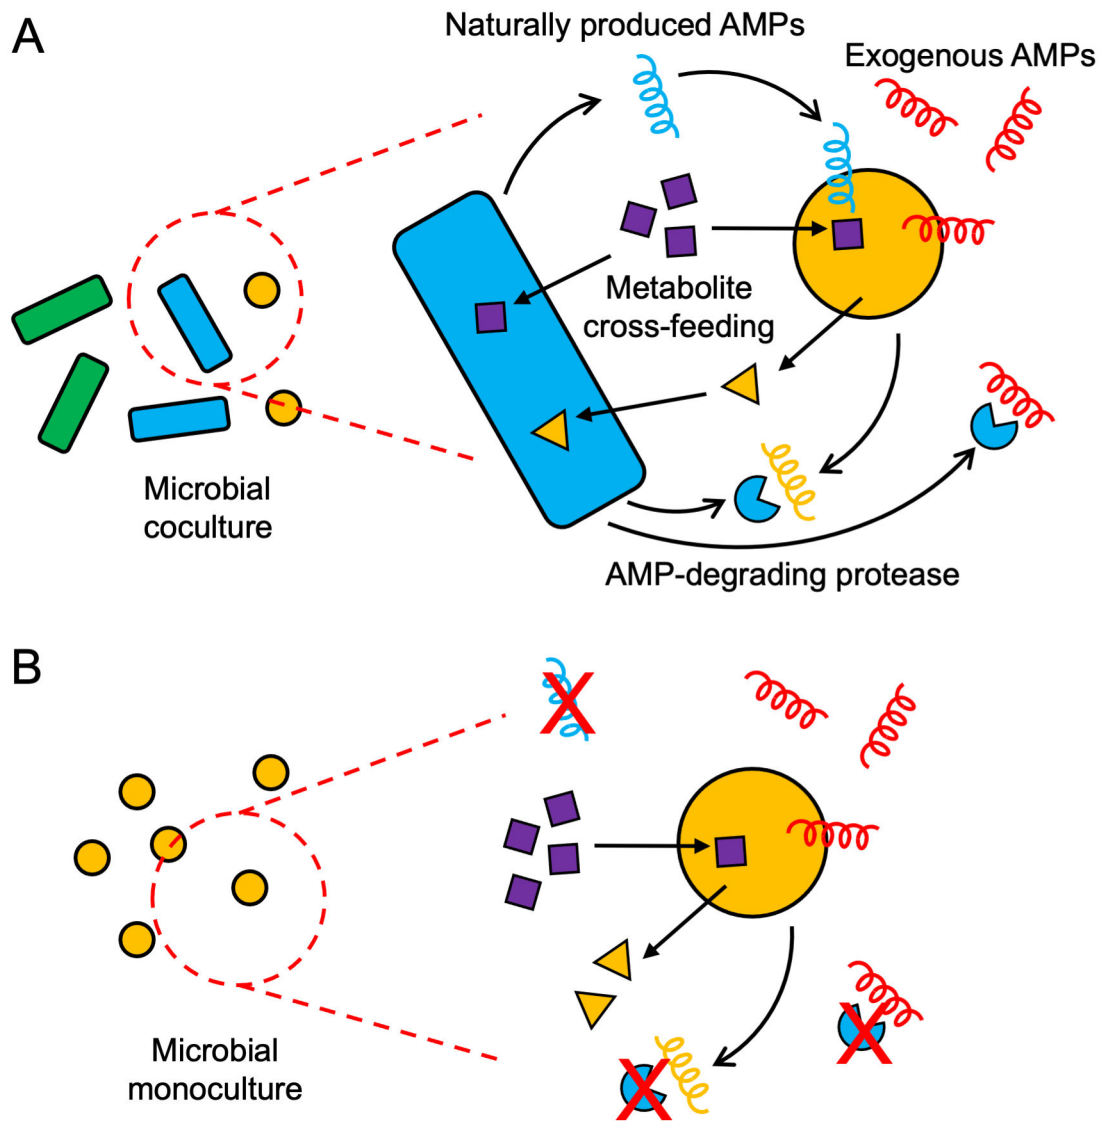 A
Naturally produced AMPs
Exogenous AMPs
Metabolite
cross-feeding
Microbial
coculture
AMP-degrading protease
B
Microbial
monoculture